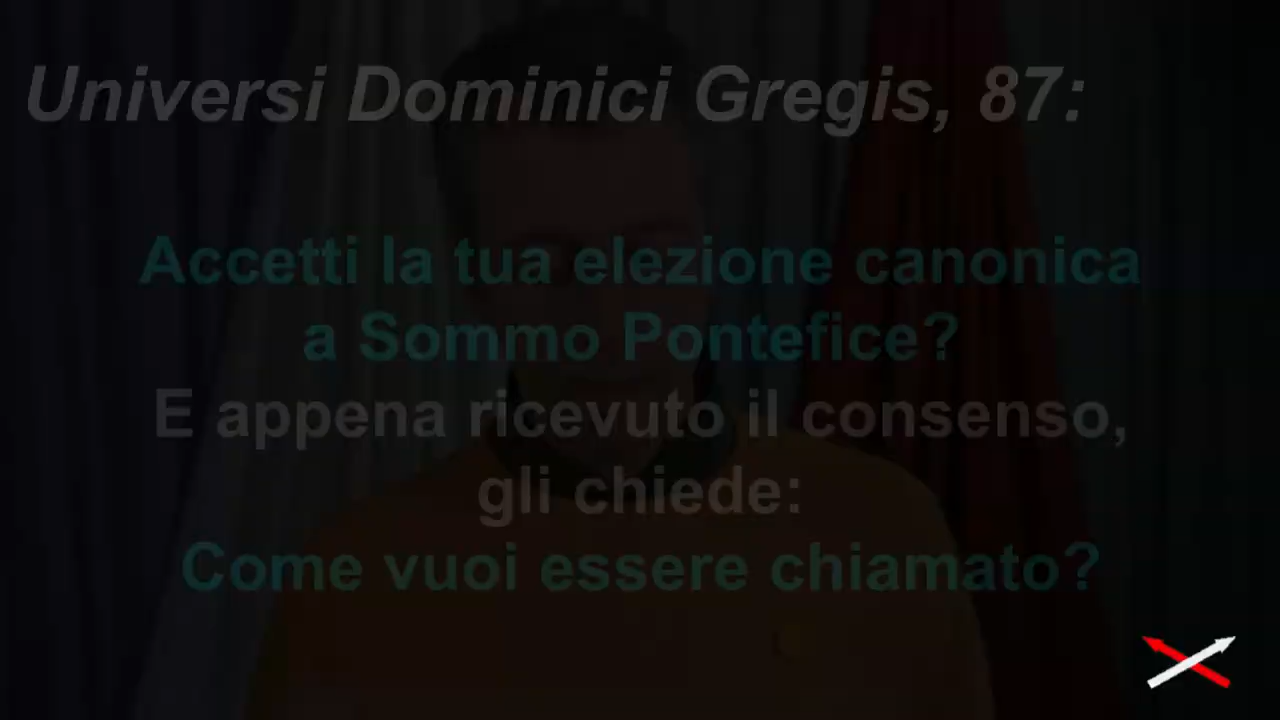 Universi Dominici Gregis, 87:
Accetti la tua elezione canonica
a Sommo Pontefice?
E appena ricevuto il consenso,
gli chiede:
Come vuoi essere chiamato?